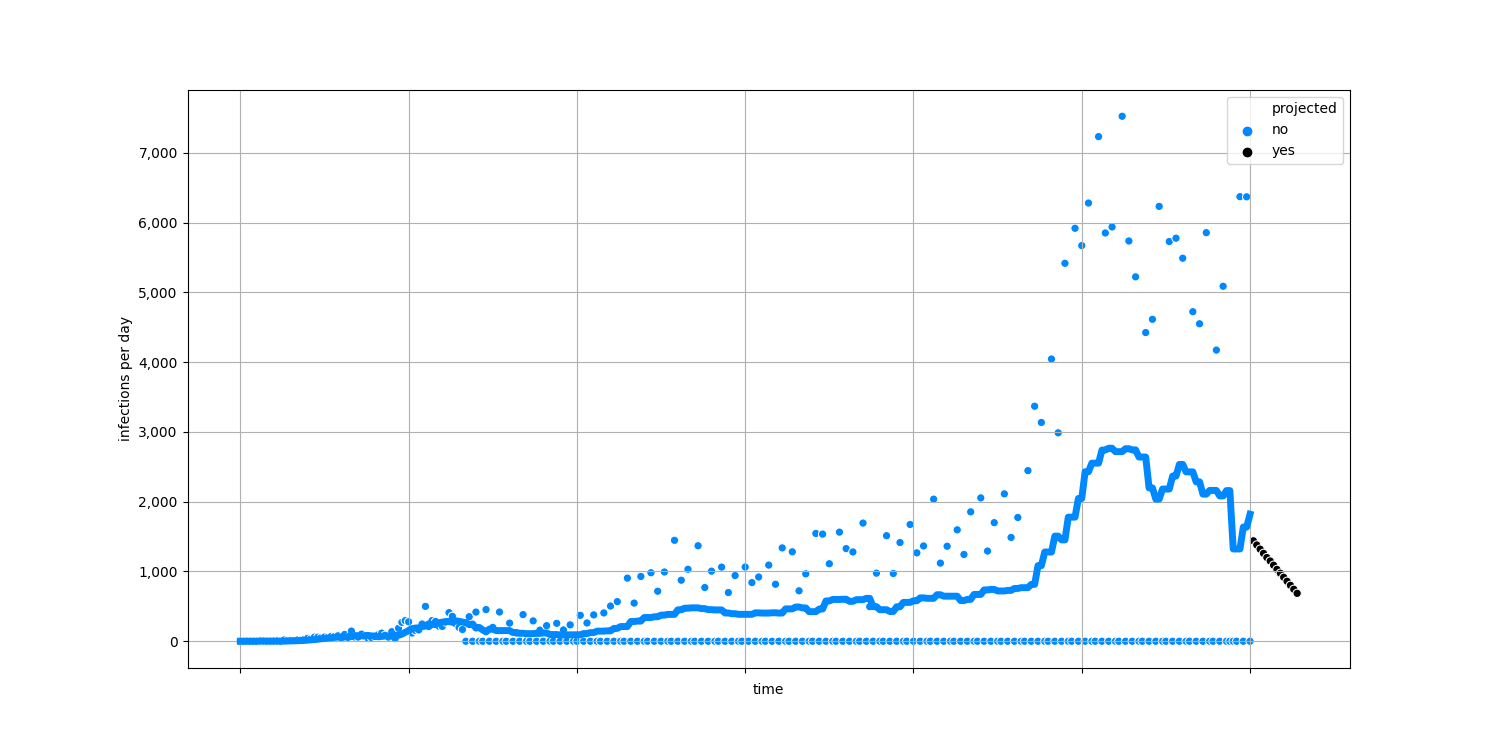 projected
no
yes
7,000
6,000
5,000
4,000
3,000
2,000
1,000
0
infections per day
time